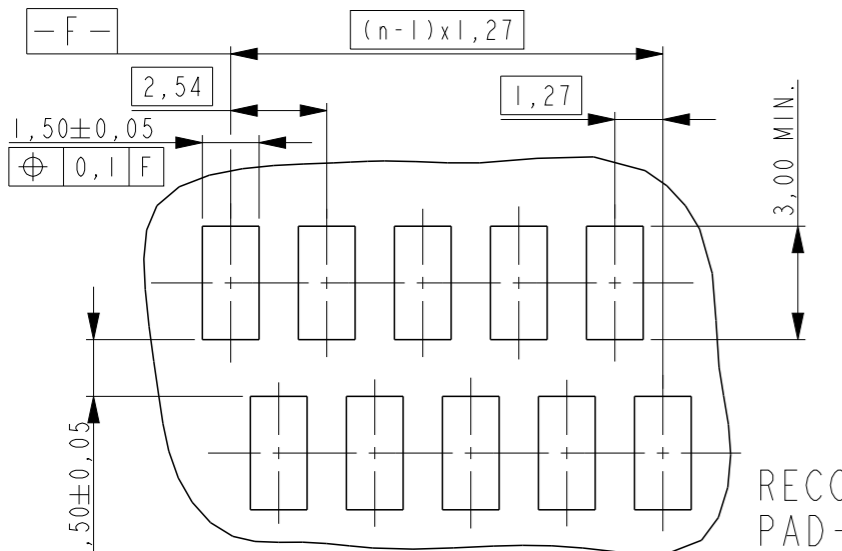 -F-
(n-1)x1,27
2,54
1,27
1,50±0,05
⌖ 0,1 F
3,00 MIN.
,50±0,05
RECO
PAD-